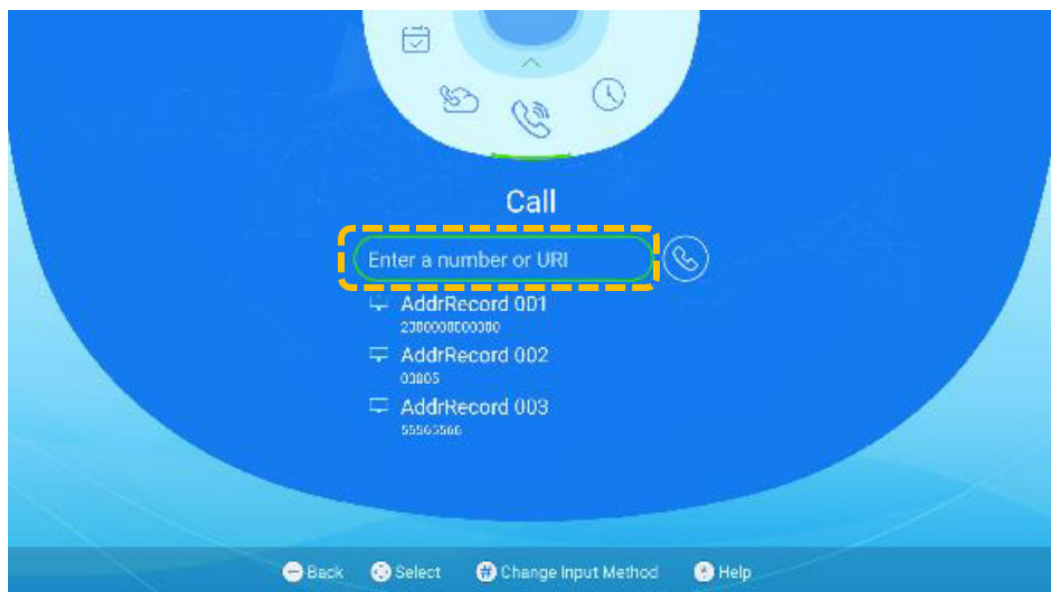 Call
Enter a number or URI
AddrRecord 001
AddrRecord 002
03805
AddrRecord 003
Back Select # Change Input Method Help